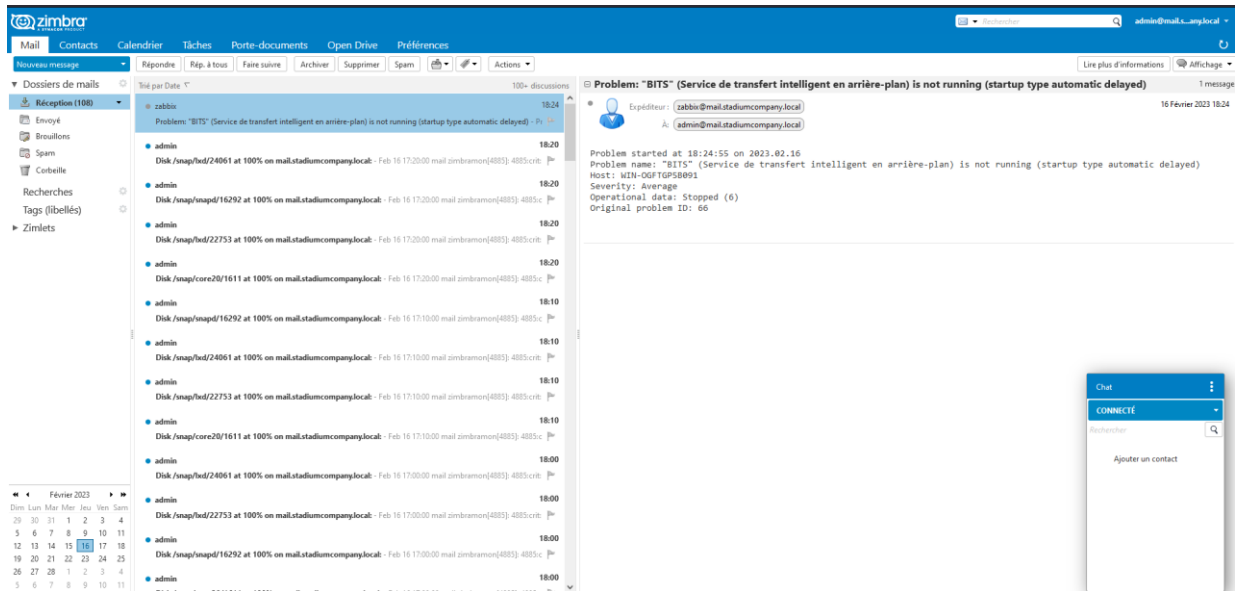 zimbra
A SYNACOR PRODUCT
Rechercher
admin@mail.s...any.local
Mail Contacts Calendrier Tâches Porte-documents Open Drive Préférences
Nouveau message
Répondre Rép. à tous Faire suivre Archiver Supprimer Spam Actions
Lire plus d'informations Affichage
Dossiers de mails
Réception (108)
Envoyé
Brouillons
Spam
Corbeille
Recherches
Tags (libellés)
Zimlets
Février 2023
Dim Lun Mar Mer Jeu Ven Sam
29 30 31 1 2 3 4
5 6 7 8 9 10 11
12 13 14 15 16 17 18
19 20 21 22 23 24 25
26 27 28 1 2 3 4
5 6 7 8 9 10 11
Trié par Date 100+ discussions
zabbix 18:24
Problem: "BITS" (Service de transfert intelligent en arrière-plan) is not running (startup type automatic delayed) - Pr
admin 18:20
Disk /snap/lxd/24061 at 100% on mail.stadiumcompany.local: - Feb 16 17:20:00 mail zimbramon[4885]: 4885:crit:
admin 18:20
Disk /snap/snapd/16292 at 100% on mail.stadiumcompany.local: - Feb 16 17:20:00 mail zimbramon[4885]: 4885:c
admin 18:20
Disk /snap/lxd/22753 at 100% on mail.stadiumcompany.local: - Feb 16 17:20:00 mail zimbramon[4885]: 4885:crit:
admin 18:20
Disk /snap/core20/1611 at 100% on mail.stadiumcompany.local: - Feb 16 17:20:00 mail zimbramon[4885]: 4885:c
admin 18:10
Disk /snap/snapd/16292 at 100% on mail.stadiumcompany.local: - Feb 16 17:10:00 mail zimbramon[4885]: 4885:c
admin 18:10
Disk /snap/lxd/24061 at 100% on mail.stadiumcompany.local: - Feb 16 17:10:00 mail zimbramon[4885]: 4885:crit:
admin 18:10
Disk /snap/lxd/22753 at 100% on mail.stadiumcompany.local: - Feb 16 17:10:00 mail zimbramon[4885]: 4885:crit:
admin 18:10
Disk /snap/core20/1611 at 100% on mail.stadiumcompany.local: - Feb 16 17:10:00 mail zimbramon[4885]: 4885:c
admin 18:00
Disk /snap/lxd/24061 at 100% on mail.stadiumcompany.local: - Feb 16 17:00:00 mail zimbramon[4885]: 4885:crit:
admin 18:00
Disk /snap/lxd/22753 at 100% on mail.stadiumcompany.local: - Feb 16 17:00:00 mail zimbramon[4885]: 4885:crit:
admin 18:00
Disk /snap/snapd/16292 at 100% on mail.stadiumcompany.local: - Feb 16 17:00:00 mail zimbramon[4885]: 4885:c
admin 18:00
Problem: "BITS" (Service de transfert intelligent en arrière-plan) is not running (startup type automatic delayed) 1 message
Expéditeur : zabbix@mail.stadiumcompany.local 16 Février 2023 18:24
À: admin@mail.stadiumcompany.local
Problem started at 18:24:55 on 2023.02.16
Problem name: "BITS" (Service de transfert intelligent en arrière-plan) is not running (startup type automatic delayed)
Host: WIN-OGFTGPS8091
Severity: Average
Operational data: Stopped (6)
Original problem ID: 66
Chat
CONNECTÉ
Rechercher
Ajouter un contact